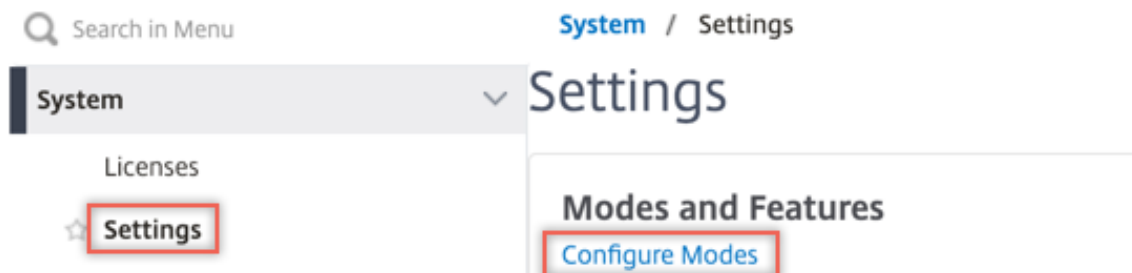 Search in Menu
System
Licenses
Settings
System / Settings
Settings
Modes and Features
Configure Modes